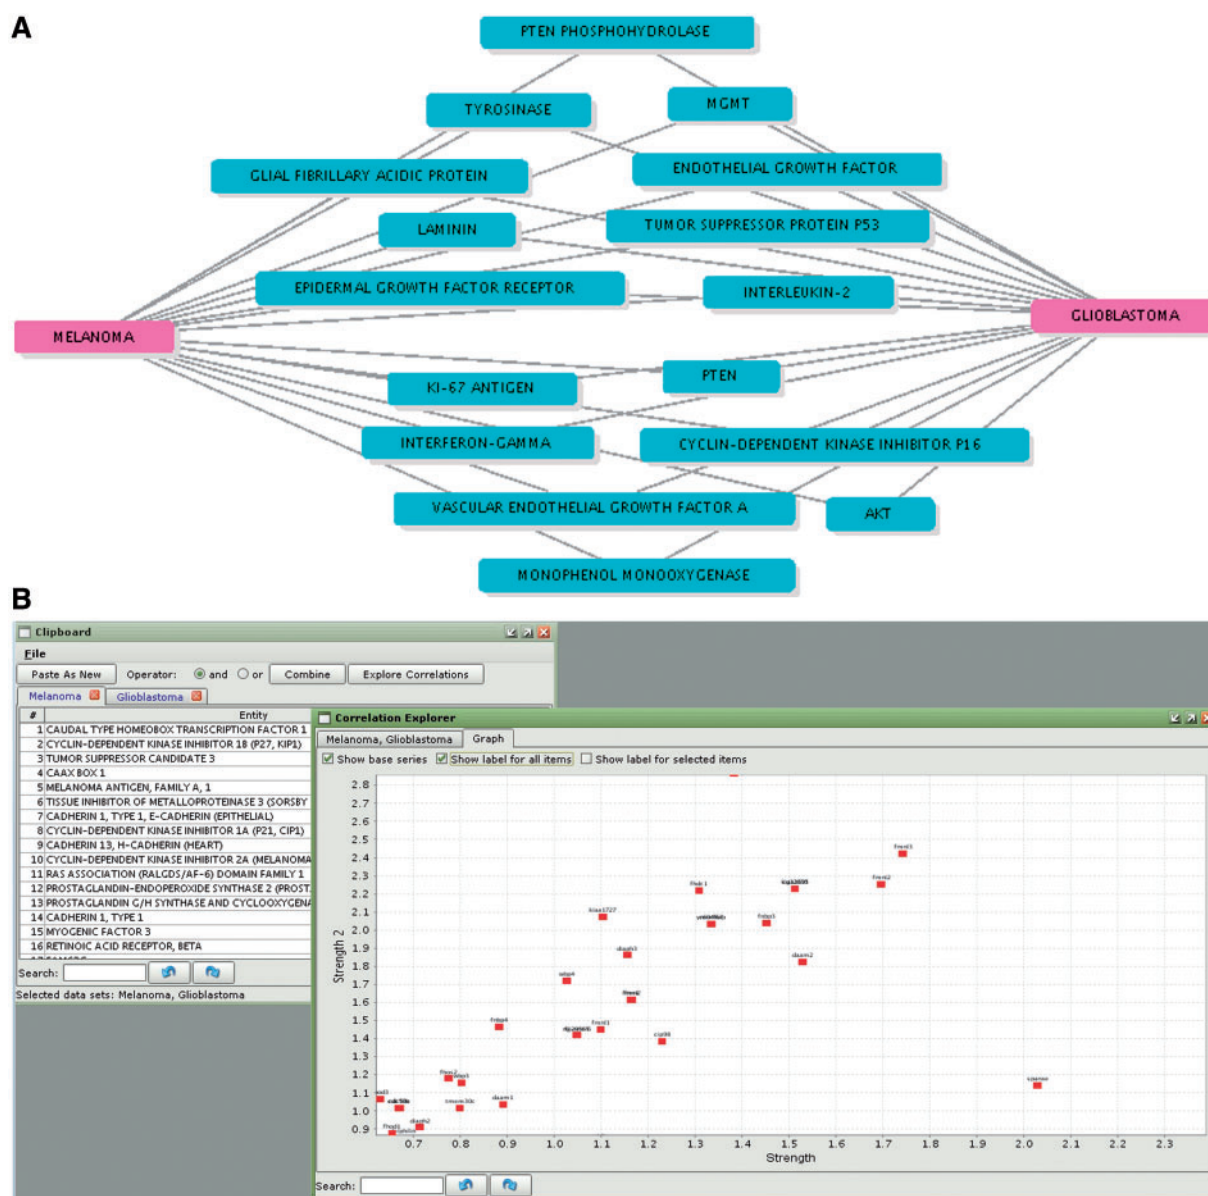 A
PTEN PHOSPHOHYDROLASE
TYROSINASE
MGMT
GLIAL FIBRILLARY ACIDIC PROTEIN
ENDOTHELIAL GROWTH FACTOR
LAMININ
TUMOR SUPPRESSOR PROTEIN P53
EPIDERMAL GROWTH FACTOR RECEPTOR
INTERLEUKIN-2
MELANOMA
GLIOBLASTOMA
KI-67 ANTIGEN
PTEN
INTERFERON-GAMMA
CYCLIN-DEPENDENT KINASE INHIBITOR P16
VASCULAR ENDOTHELIAL GROWTH FACTOR A
AKT
MONOPHENOL MONOOXYGENASE
B
Clipboard
File
Paste As New Operator: and or Combine Explore Correlations
Melanoma Glioblastoma
# Entity
1 CAUDAL TYPE HOMEOBOX TRANSCRIPTION FACTOR 1
2 CYCLIN-DEPENDENT KINASE INHIBITOR 1B (P27, KIP1)
3 TUMOR SUPPRESSOR CANDIDATE 3
4 CAAX BOX 1
5 MELANOMA ANTIGEN, FAMILY A, 1
6 TISSUE INHIBITOR OF METALLOPROTEINASE 3 (SORSBY
7 CADHERIN 1, TYPE 1, E-CADHERIN (EPITHELIAL)
8 CYCLIN-DEPENDENT KINASE INHIBITOR 1A (P21, CIP1)
9 CADHERIN 13, H-CADHERIN (HEART)
10 CYCLIN-DEPENDENT KINASE INHIBITOR 2A (MELANOMA
11 RAS ASSOCIATION (RALGDS/AF-6) DOMAIN FAMILY 1
12 PROSTAGLANDIN-ENDOPEROXIDE SYNTHASE 2 (PROST
13 PROSTAGLANDIN G/H SYNTHASE AND CYCLOOXYGENA
14 CADHERIN 1, TYPE 1
15 MYOGENIC FACTOR 3
16 RETINOIC ACID RECEPTOR, BETA
Search:
Selected data sets: Melanoma, Glioblastoma
Correlation Explorer
Melanoma, Glioblastoma Graph
Show base series Show label for all items Show label for selected items
Strength 2
2.8
2.7
2.6
2.5
2.4
2.3
2.2
2.1
2.0
1.9
1.8
1.7
1.6
1.5
1.4
1.3
1.2
1.1
1.0
0.9
fmnl3
fmn2
kiaa1727
diaph3
daam2
fmnl1
daam1
diaph2
fhod1
0.7 0.8 0.9 1.0 1.1 1.2 1.3 1.4 1.5 1.6 1.7 1.8 1.9 2.0 2.1 2.2 2.3
Strength
Search: